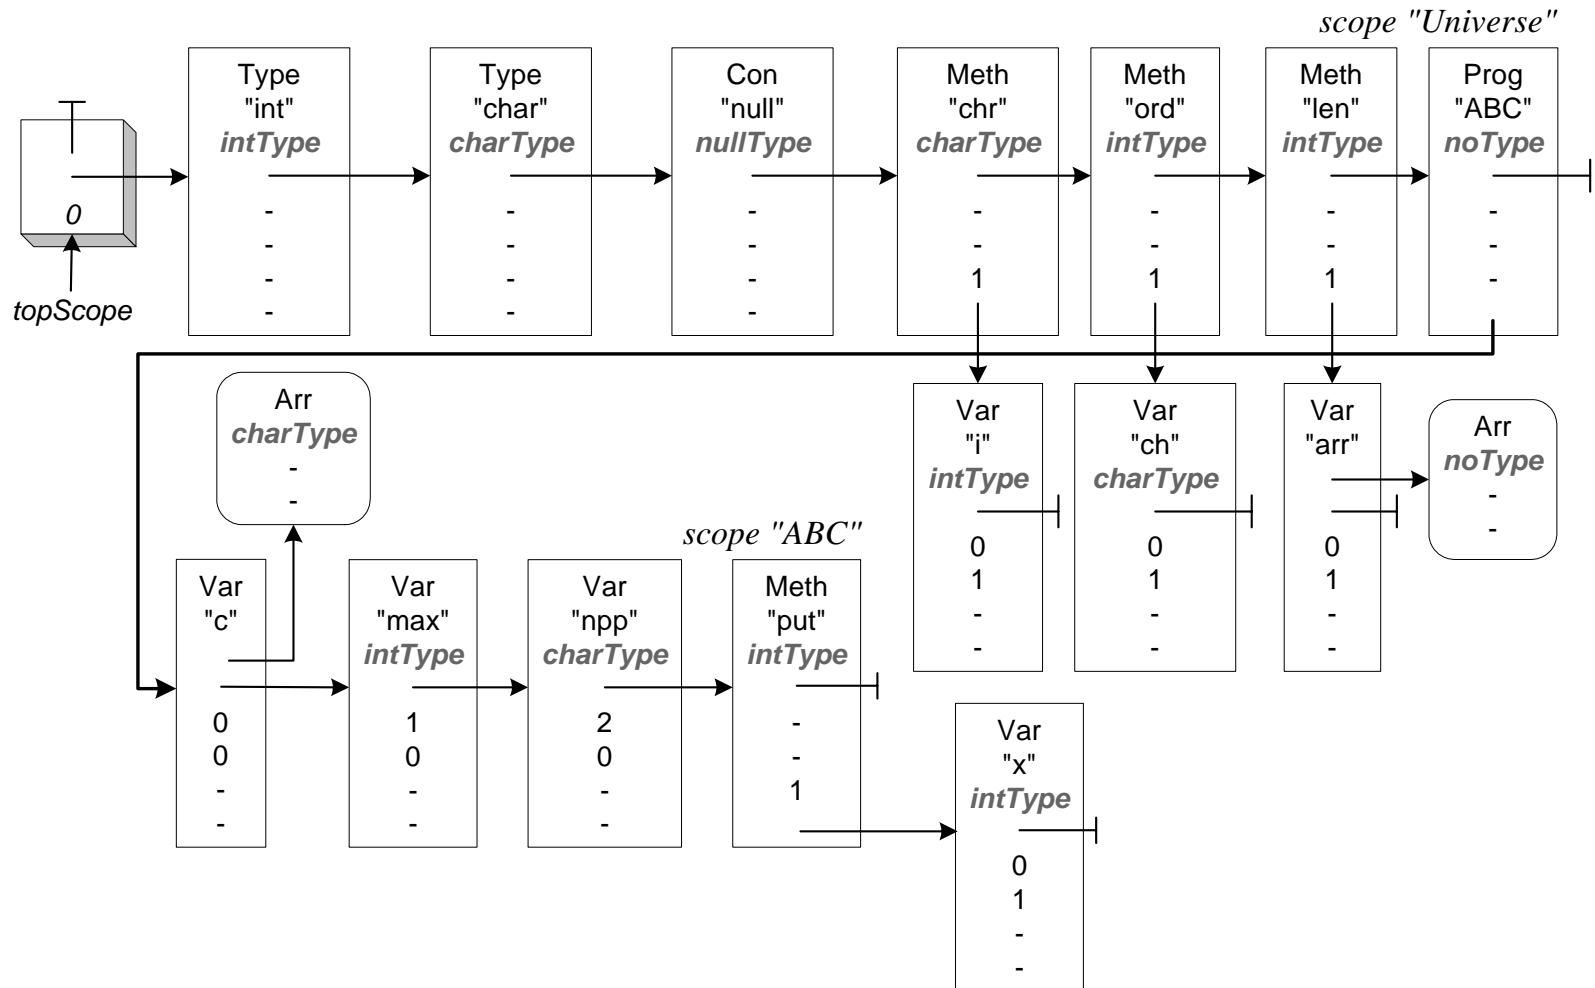 scope "Universe"
Type
"int"
intType
-
-
-
-
Type
"char"
charType
-
-
-
-
Con
"null"
nullType
-
-
-
-
Meth
"chr"
charType
-
-
1
Meth
"ord"
intType
-
-
1
Meth
"len"
intType
-
-
1
Prog
"ABC"
noType
-
-
-
0
topScope
Arr
charType
-
-
Var
"i"
intType
0
1
-
-
Var
"ch"
charType
0
1
-
-
Var
"arr"
0
1
-
-
Arr
noType
-
-
scope "ABC"
Var
"c"
0
0
-
-
Var
"max"
intType
1
0
-
-
Var
"npp"
charType
2
0
-
-
Meth
"put"
intType
-
-
1
Var
"x"
intType
0
1
-
-